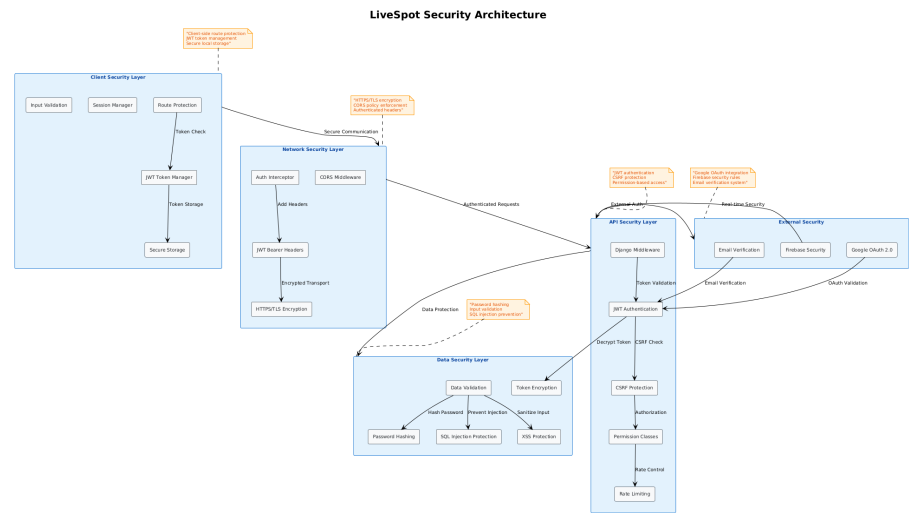 LiveSpot Security Architecture
"Client-side route protection
JWT token management
Secure local storage"
Client Security Layer
Input Validation
Session Manager
Route Protection
Token Check
JWT Token Manager
Token Storage
Secure Storage
"HTTPS/TLS encryption
CORS policy enforcement
Authenticated headers"
Secure Communication
Network Security Layer
Auth Interceptor
CORS Middleware
Add Headers
JWT Bearer Headers
Encrypted Transport
HTTPS/TLS Encryption
Authenticated Requests
"JWT authentication
CSRF protection
Permission-based access"
"Google OAuth integration
Firebase security rules
Email verification system"
External Auth
Real-time Security
API Security Layer
Django Middleware
Token Validation
JWT Authentication
Decrypt Token
CSRF Check
CSRF Protection
Authorization
Permission Classes
Rate Control
Rate Limiting
External Security
Email Verification
Firebase Security
Google OAuth 2.0
Email Verification
OAuth Validation
Data Protection
"Password hashing
Input validation
SQL injection prevention"
Data Security Layer
Data Validation
Token Encryption
Hash Password
Prevent Injection
Sanitize Input
Password Hashing
SQL Injection Protection
XSS Protection